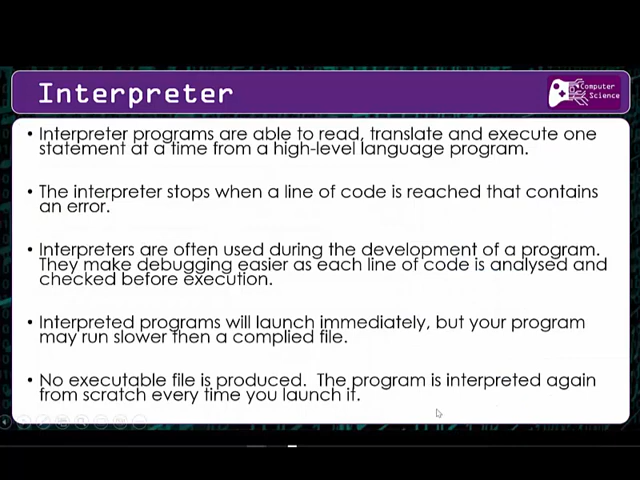 Interpreter
Computer
Science
• Interpreter programs are able to read, translate and execute one
statement at a time from a high-level language program.
• The interpreter stops when a line of code is reached that contains
an error.
• Interpreters are often used during the development of a program.
They make debugging easier as each line of code is analysed and
checked before execution.
• Interpreted programs will launch immediately, but your program
may run slower then a complied file.
• No executable file is produced.  The program is interpreted again
from scratch every time you launch it.